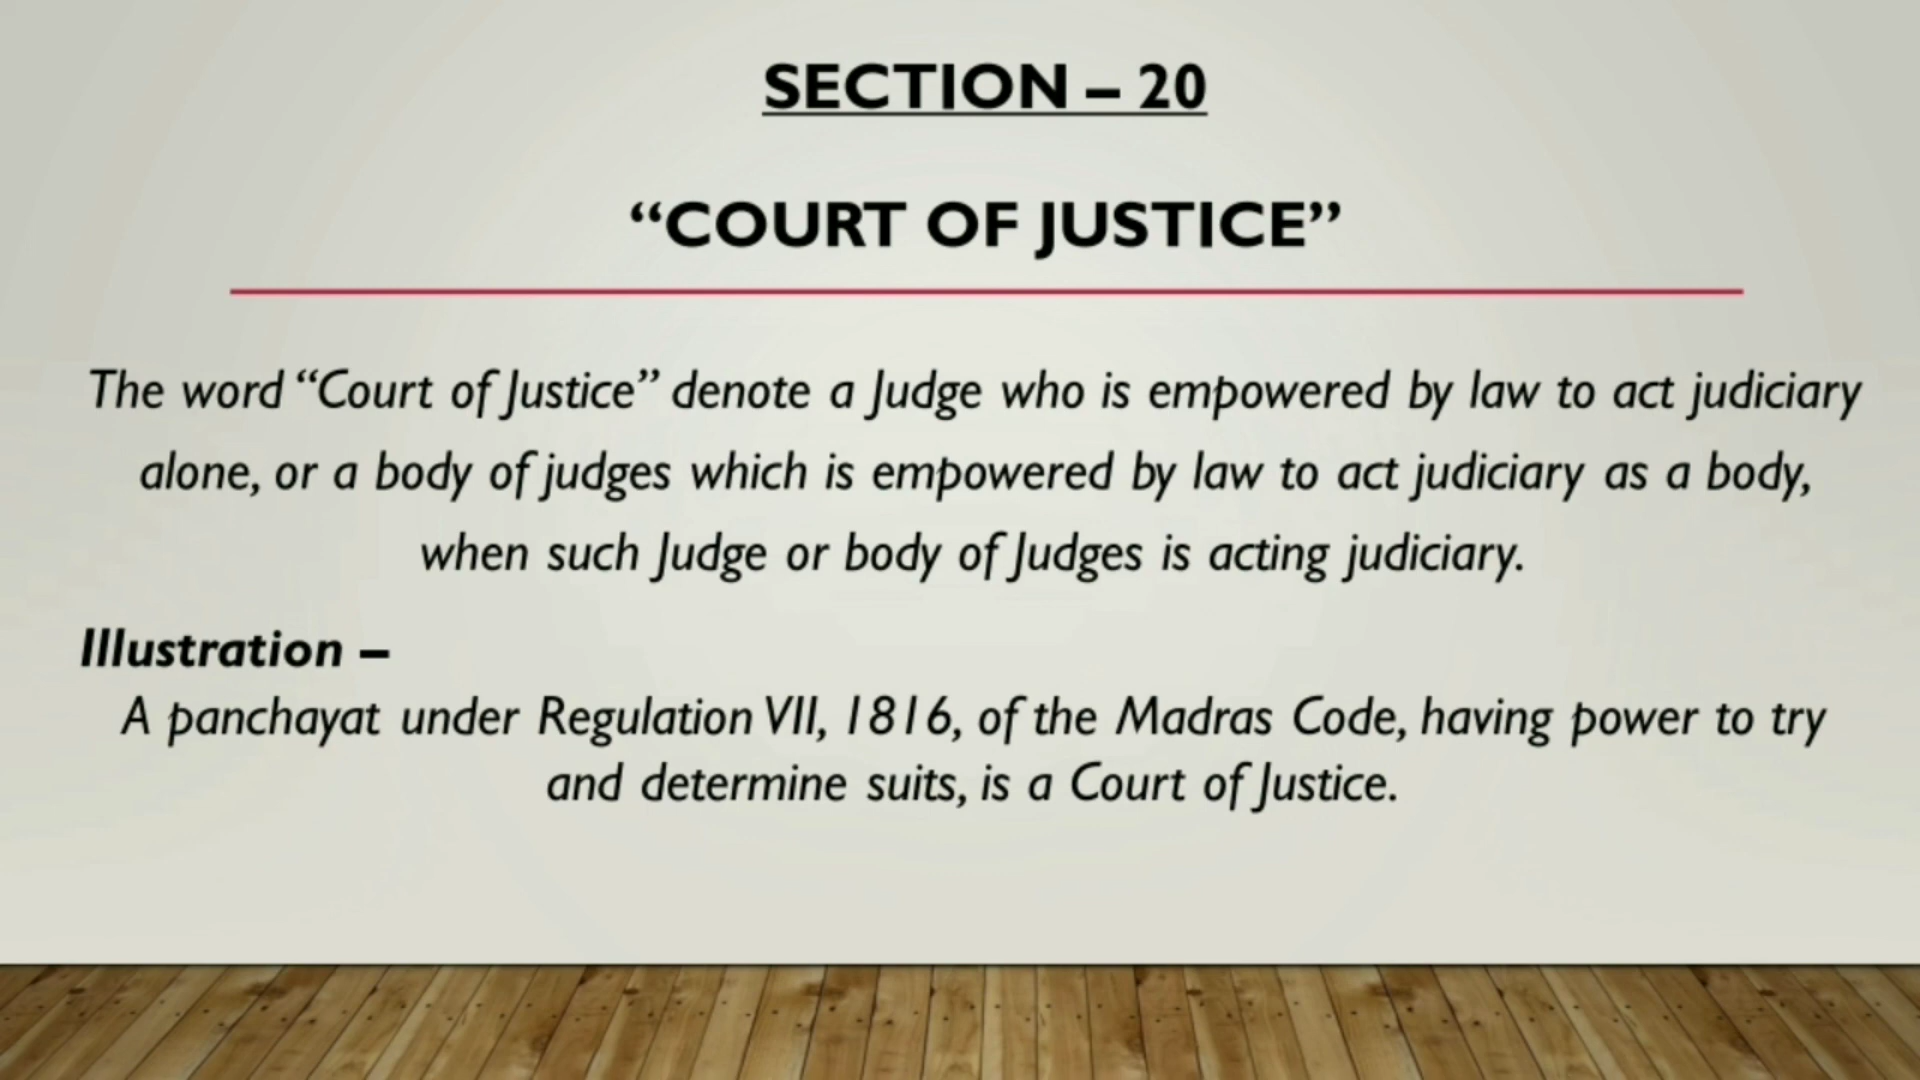 SECTION – 20
“COURT OF JUSTICE”
The word “Court of Justice” denote a Judge who is empowered by law to act judiciary
alone, or a body of judges which is empowered by law to act judiciary as a body,
when such Judge or body of Judges is acting judiciary.
Illustration –
A panchayat under Regulation VII, 1816, of the Madras Code, having power to try
and determine suits, is a Court of Justice.